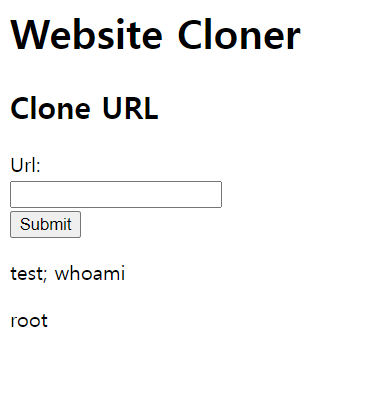 Website Cloner
Clone URL
Url:
Submit
test; whoami
root